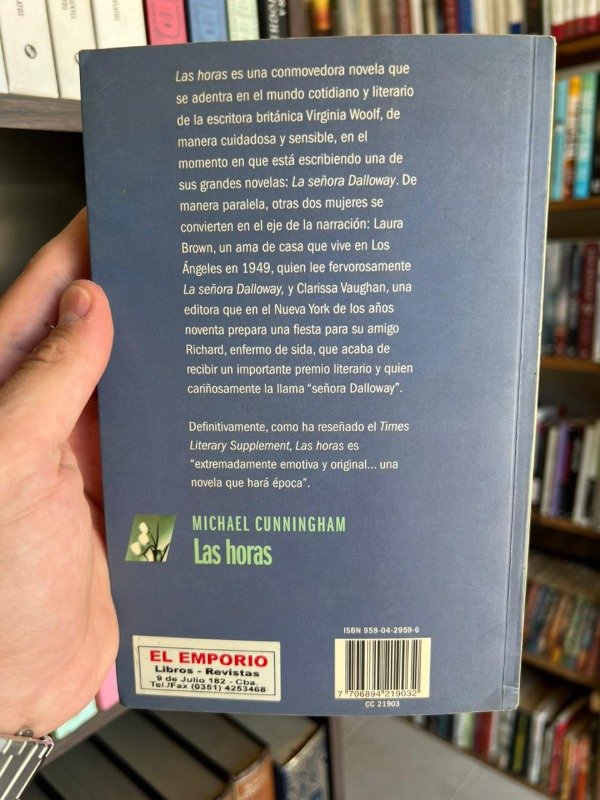 Las horas es una conmovedora novela que
se adentra en el mundo cotidiano y literario
de la escritora británica Virginia Woolf, de
manera cuidadosa y sensible, en el
momento en que está escribiendo una de
sus grandes novelas: La señora Dalloway. De
manera paralela, otras dos mujeres se
convierten en el eje de la narración: Laura
Brown, un ama de casa que vive en Los
Ángeles en 1949, quien lee fervorosamente
La señora Dalloway, y Clarissa Vaughan, una
editora que en el Nueva York de los años
noventa prepara una fiesta para su amigo
Richard, enfermo de sida, que acaba de
recibir un importante premio literario y quien
cariñosamente la llama “señora Dalloway”.
Definitivamente, como ha reseñado el Times
Literary Supplement, Las horas es
“extremadamente emotiva y original... una
novela que hará época”.
MICHAEL CUNNINGHAM
Las horas
EL EMPORIO
Libros - Revistas
9 de Julio 182 - Cba.
Tel./Fax (0351) 4253468
ISBN 958-04-2959-6
7 706894 219032
CC 21903